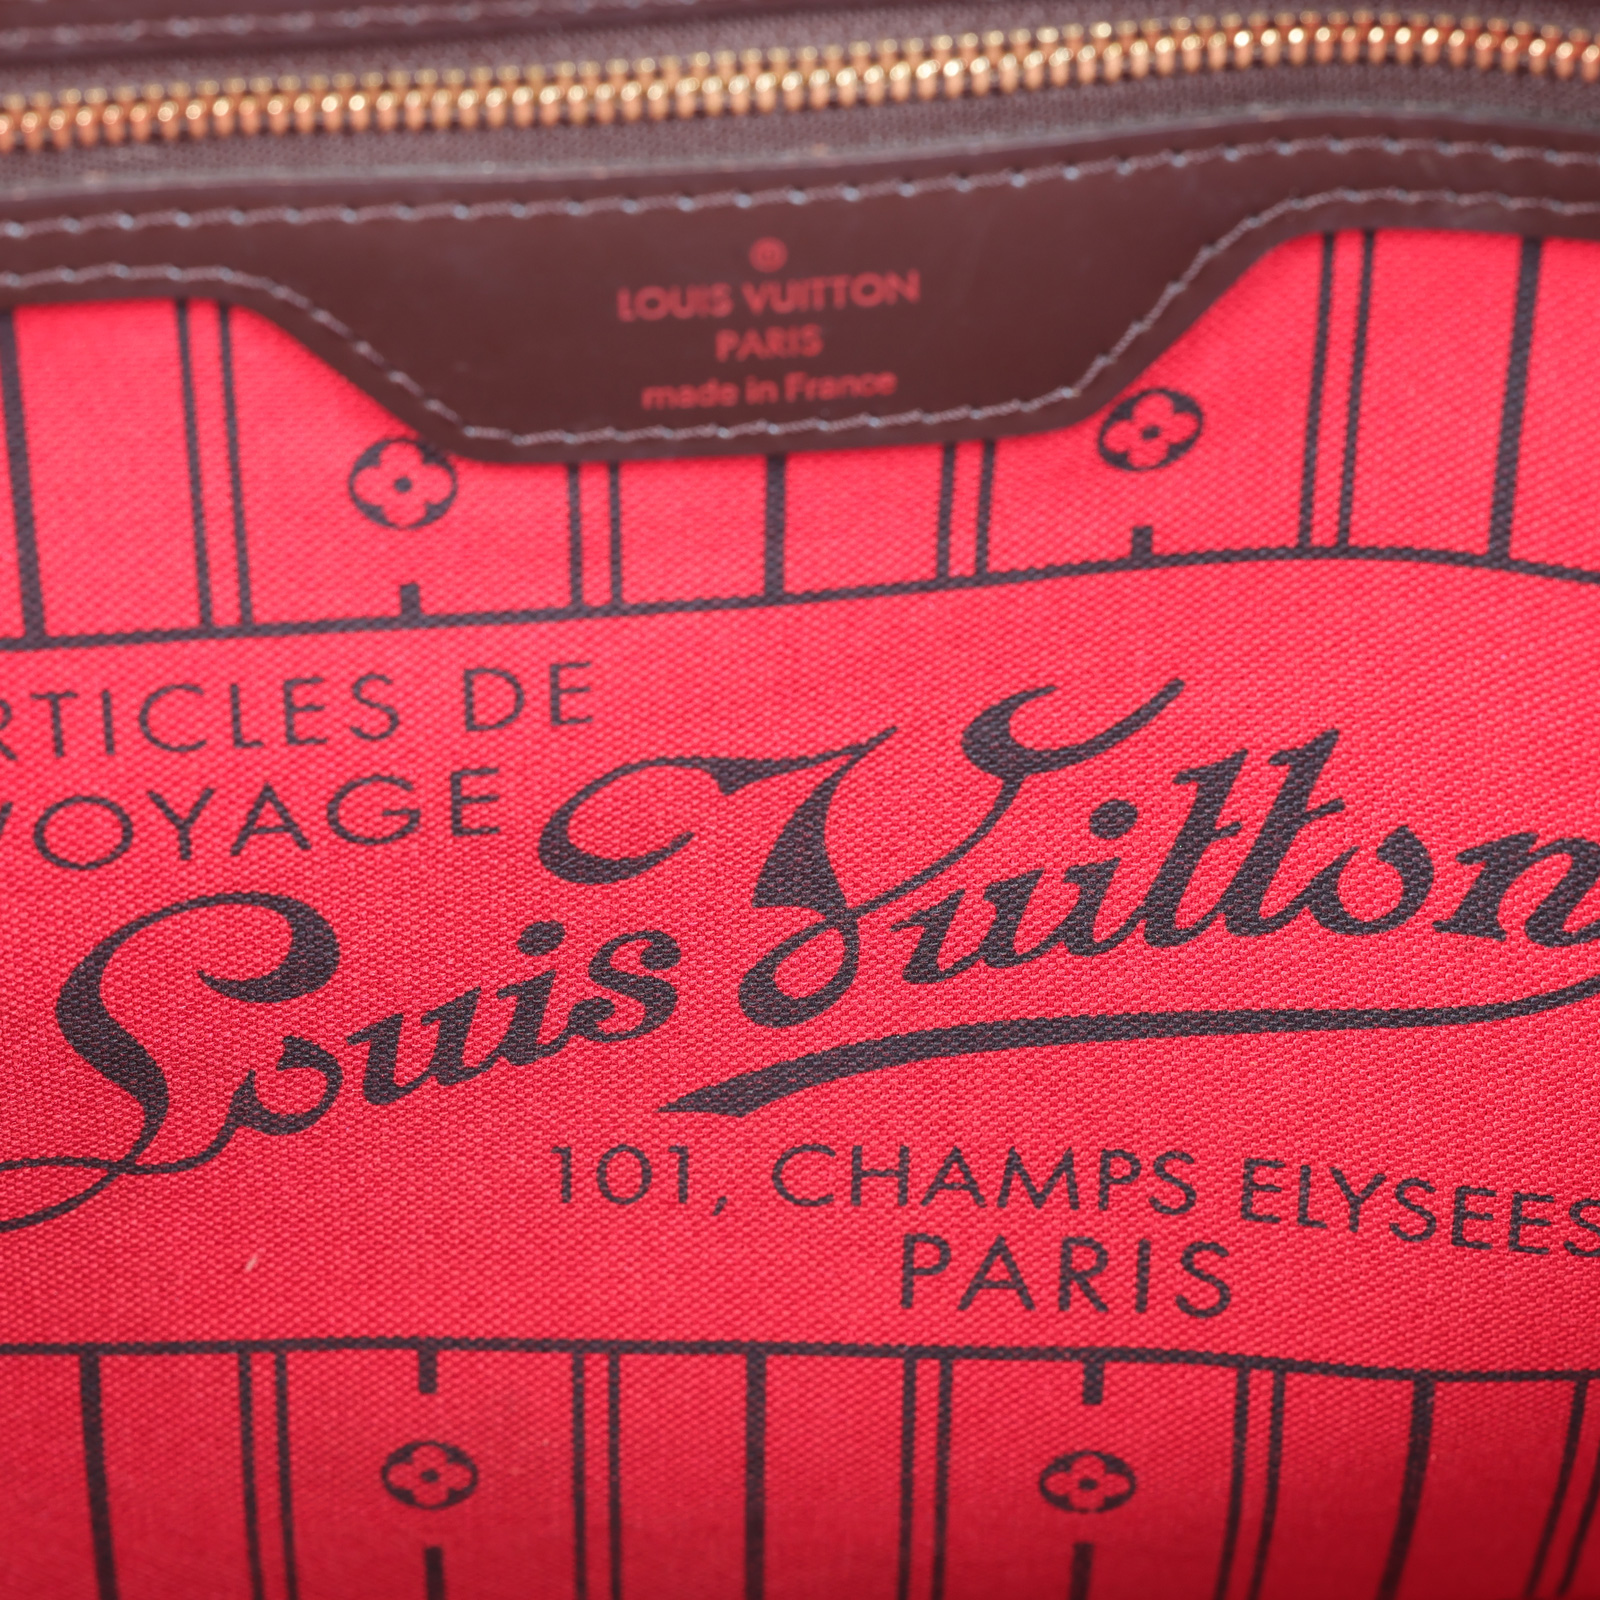 LOUIS VUITTON
PARIS
made in France
RTICLES DE
VOYAGE
Louis Vuitton
101, CHAMPS ELYSEES
PARIS